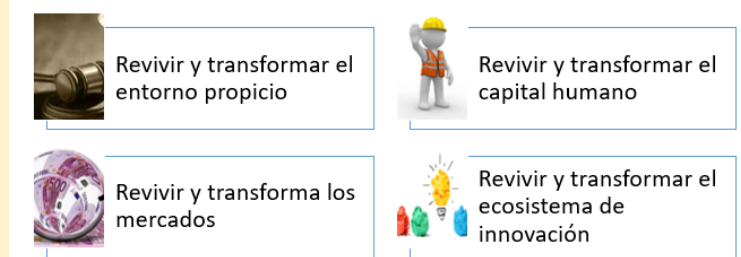 Revivir y transformar el
entorno propicio
Revivir y transformar el
capital humano
Revivir y transforma los
mercados
Revivir y transformar el
ecosistema de
innovación